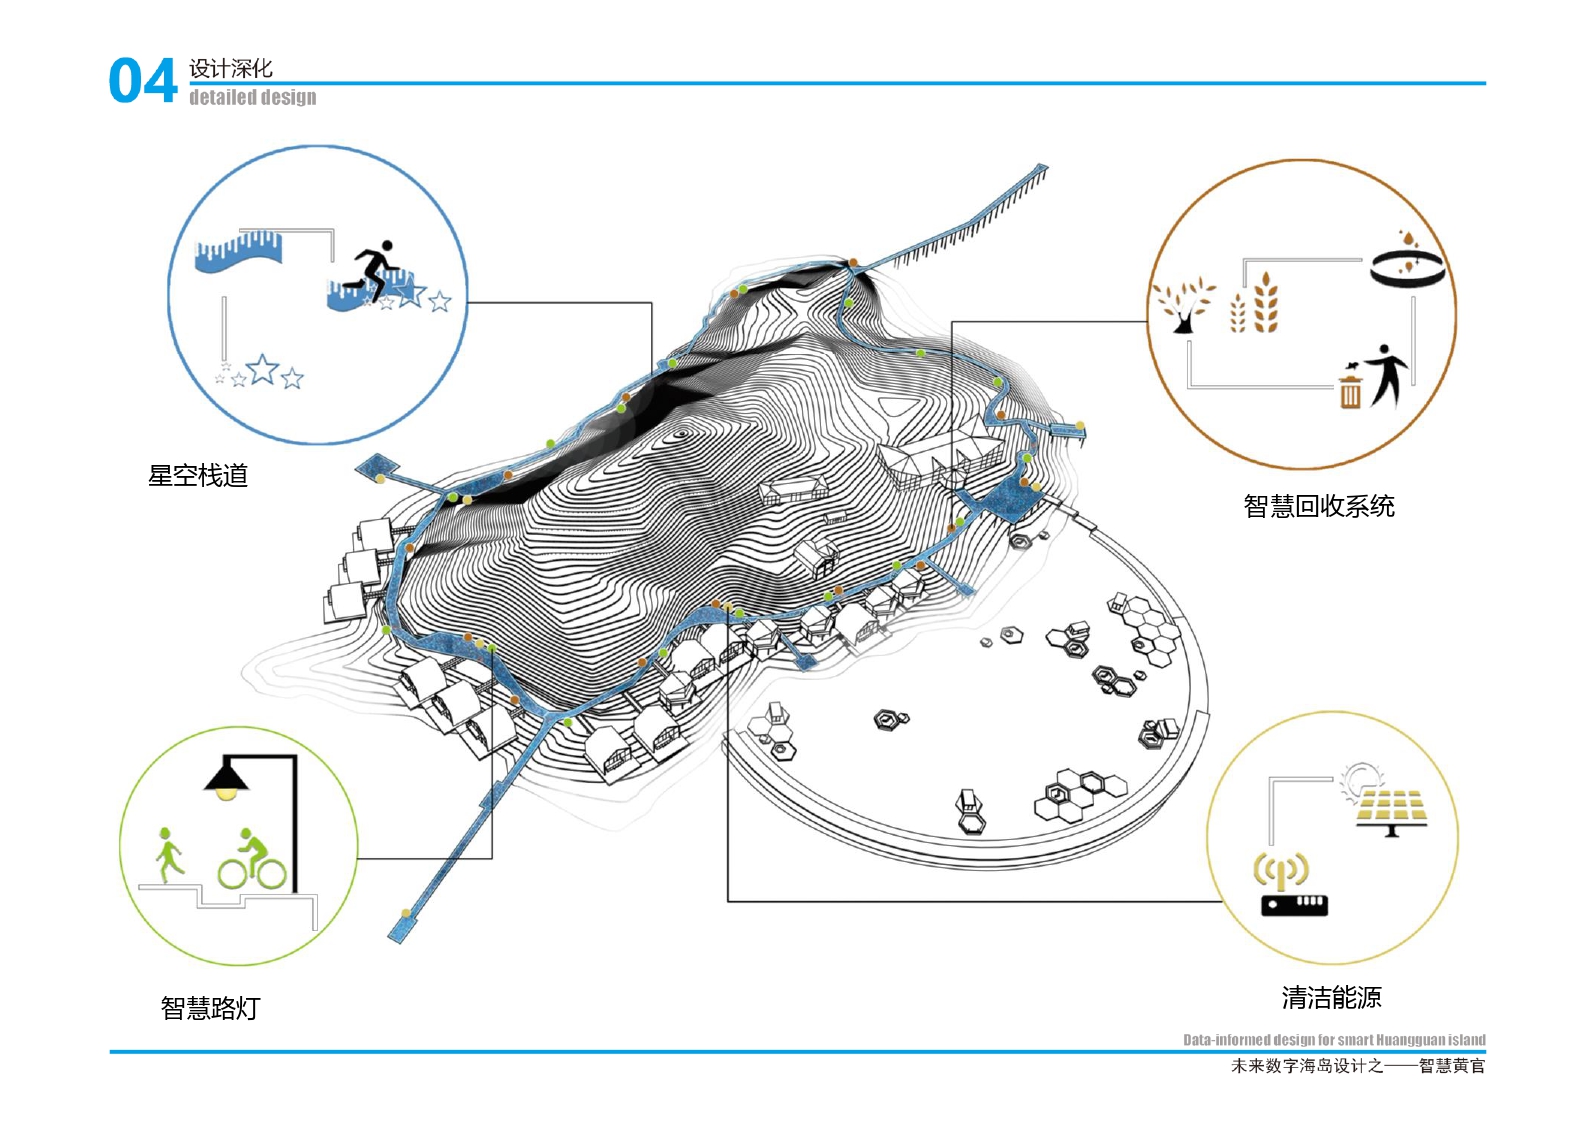 04
设计深化
detailed design
星空栈道
智慧回收系统
智慧路灯
清洁能源
Data-informed design for smart Huangguan island
未来数字海岛设计之——智慧黄官